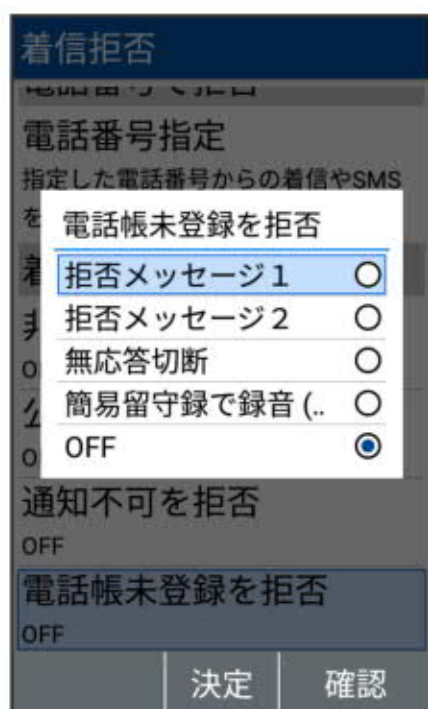 着信拒否
電話番号指定
指定した電話番号からの着信やSMS
を
電話帳未登録を拒否
拒否メッセージ1
拒否メッセージ2
無応答切断
簡易留守録で録音 (..
OFF
通知不可を拒否
OFF
電話帳未登録を拒否
OFF
決定
確認